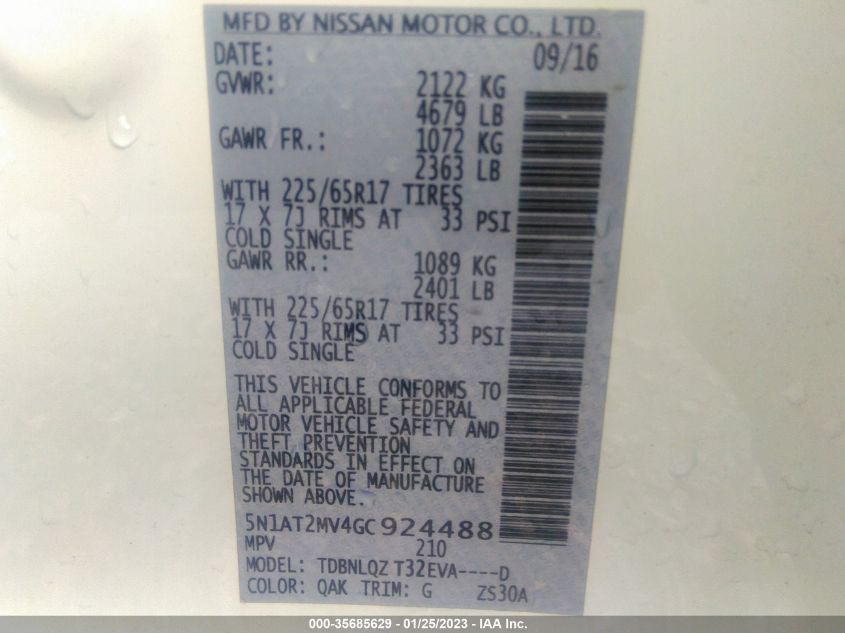 MFD BY NISSAN MOTOR CO., LTD.
DATE: 09/16
GVWR: 2122 KG
4679 LB
GAWR FR.: 1072 KG
2363 LB
WITH 225/65R17 TIRES
17 X 7J RIMS AT 33 PSI
COLD SINGLE
GAWR RR.: 1089 KG
2401 LB
WITH 225/65R17 TIRES
17 X 7J RIMS AT 33 PSI
COLD SINGLE
THIS VEHICLE CONFORMS TO
ALL APPLICABLE FEDERAL
MOTOR VEHICLE SAFETY AND
THEFT PREVENTION
STANDARDS IN EFFECT ON
THE DATE OF MANUFACTURE
SHOWN ABOVE.
5N1AT2MV4GC924488
MPV 210
MODEL: TDBNLQZ T32EVA----D
COLOR: QAK TRIM: G ZS30A
000-35685629 - 01/25/2023 - IAA Inc.